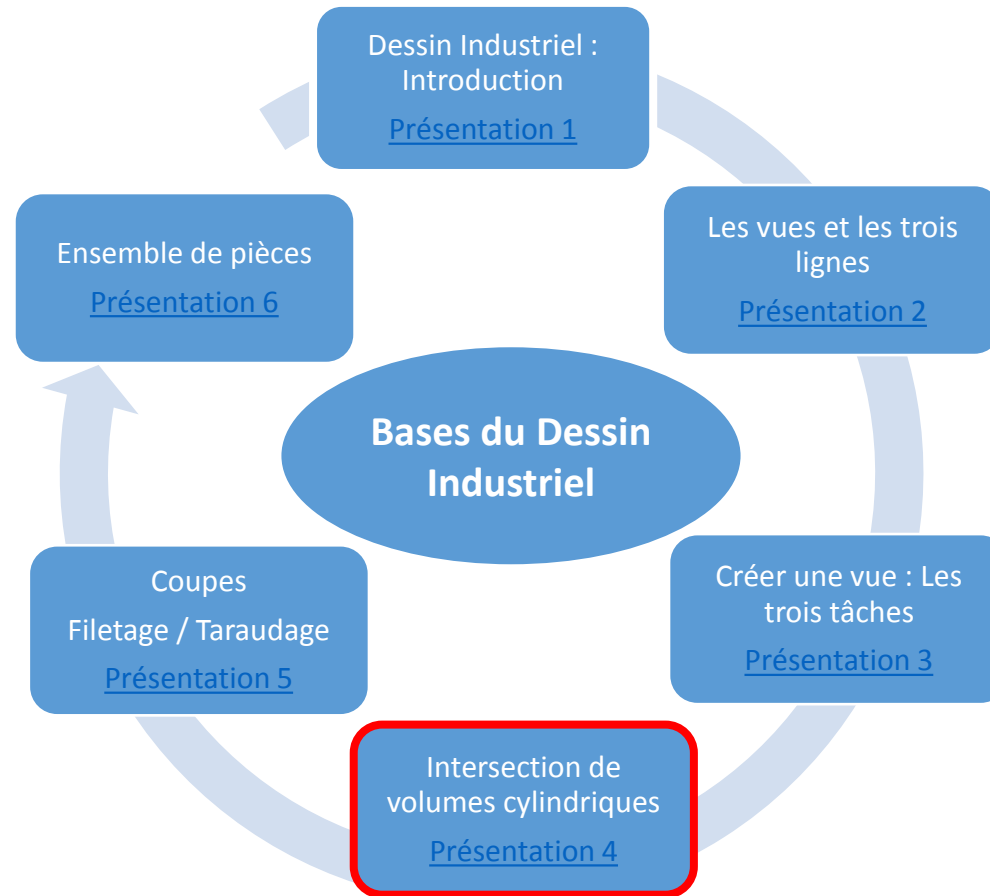 Dessin Industriel :
Introduction
Présentation 1
Les vues et les trois
lignes
Présentation 2
Créer une vue : Les
trois tâches
Présentation 3
Intersection de
volumes cylindriques
Présentation 4
Coupes
Filetage / Taraudage
Présentation 5
Ensemble de pièces
Présentation 6
Bases du Dessin
Industriel